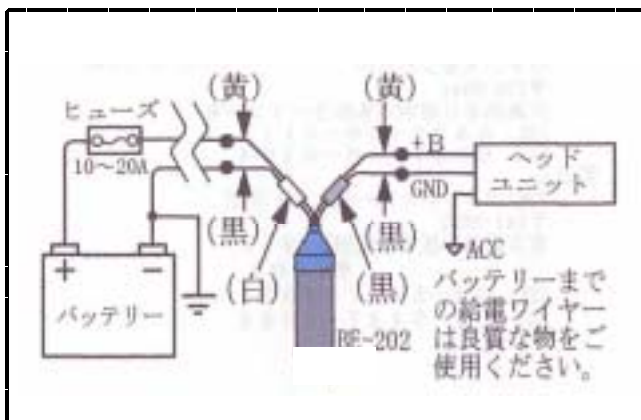 ヒューズ
10〜20A
(黄)
(黄)
+B
GND
ヘッド
ユニット
ACC
(黒)
(黒)
(白)
(黒)
+
−
バッテリー
RE-202
バッテリーまで
の給電ワイヤー
は良質な物をご
使用ください。